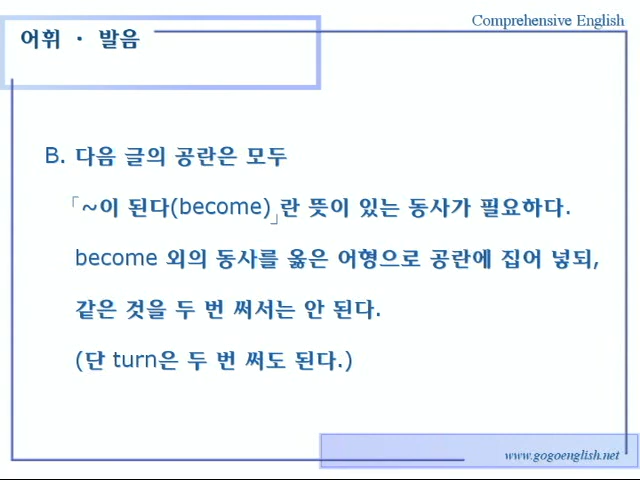 Comprehensive English
어휘 · 발음
B. 다음 글의 공란은 모두
「~이 된다(become)」란 뜻이 있는 동사가 필요하다.
become 외의 동사를 옳은 어형으로 공란에 집어 넣되,
같은 것을 두 번 써서는 안 된다.
(단 turn은 두 번 써도 된다.)
www.gogoenglish.net